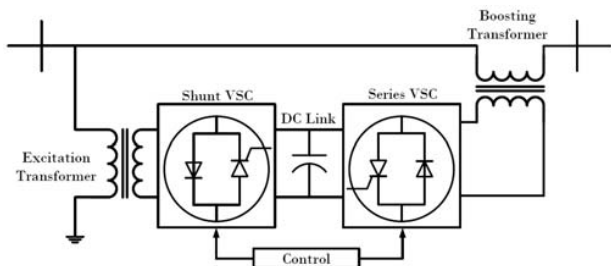 Boosting
Transformer
Shunt VSC
DC Link
Series VSC
Excitation
Transformer
Control